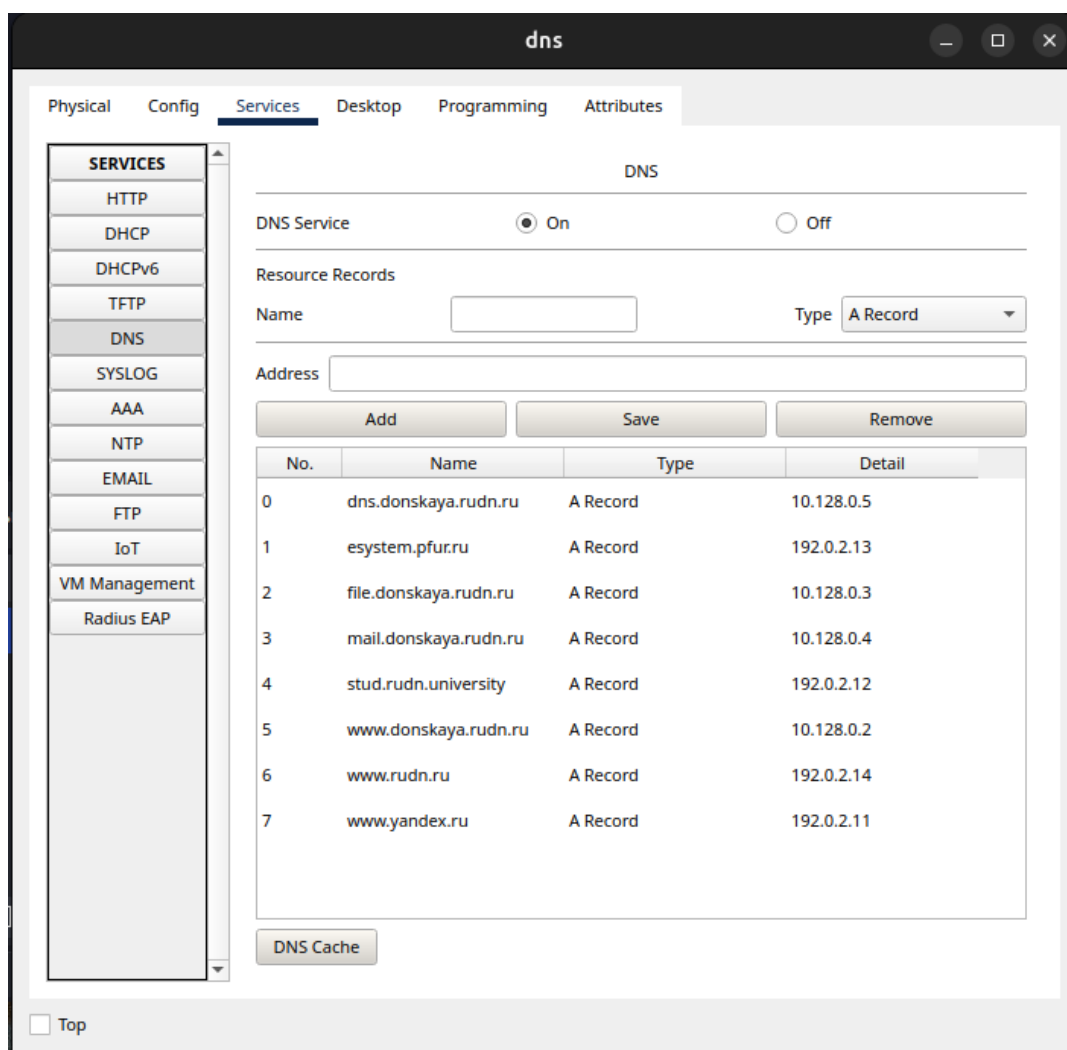 dns
Physical Config Services Desktop Programming Attributes
SERVICES
HTTP
DHCP
DHCPv6
TFTP
DNS
SYSLOG
AAA
NTP
EMAIL
FTP
IoT
VM Management
Radius EAP
DNS
DNS Service On Off
Resource Records
Name Type A Record
Address
Add Save Remove
No. Name Type Detail
0 dns.donskaya.rudn.ru A Record 10.128.0.5
1 esystem.pfur.ru A Record 192.0.2.13
2 file.donskaya.rudn.ru A Record 10.128.0.3
3 mail.donskaya.rudn.ru A Record 10.128.0.4
4 stud.rudn.university A Record 192.0.2.12
5 www.donskaya.rudn.ru A Record 10.128.0.2
6 www.rudn.ru A Record 192.0.2.14
7 www.yandex.ru A Record 192.0.2.11
DNS Cache
Top